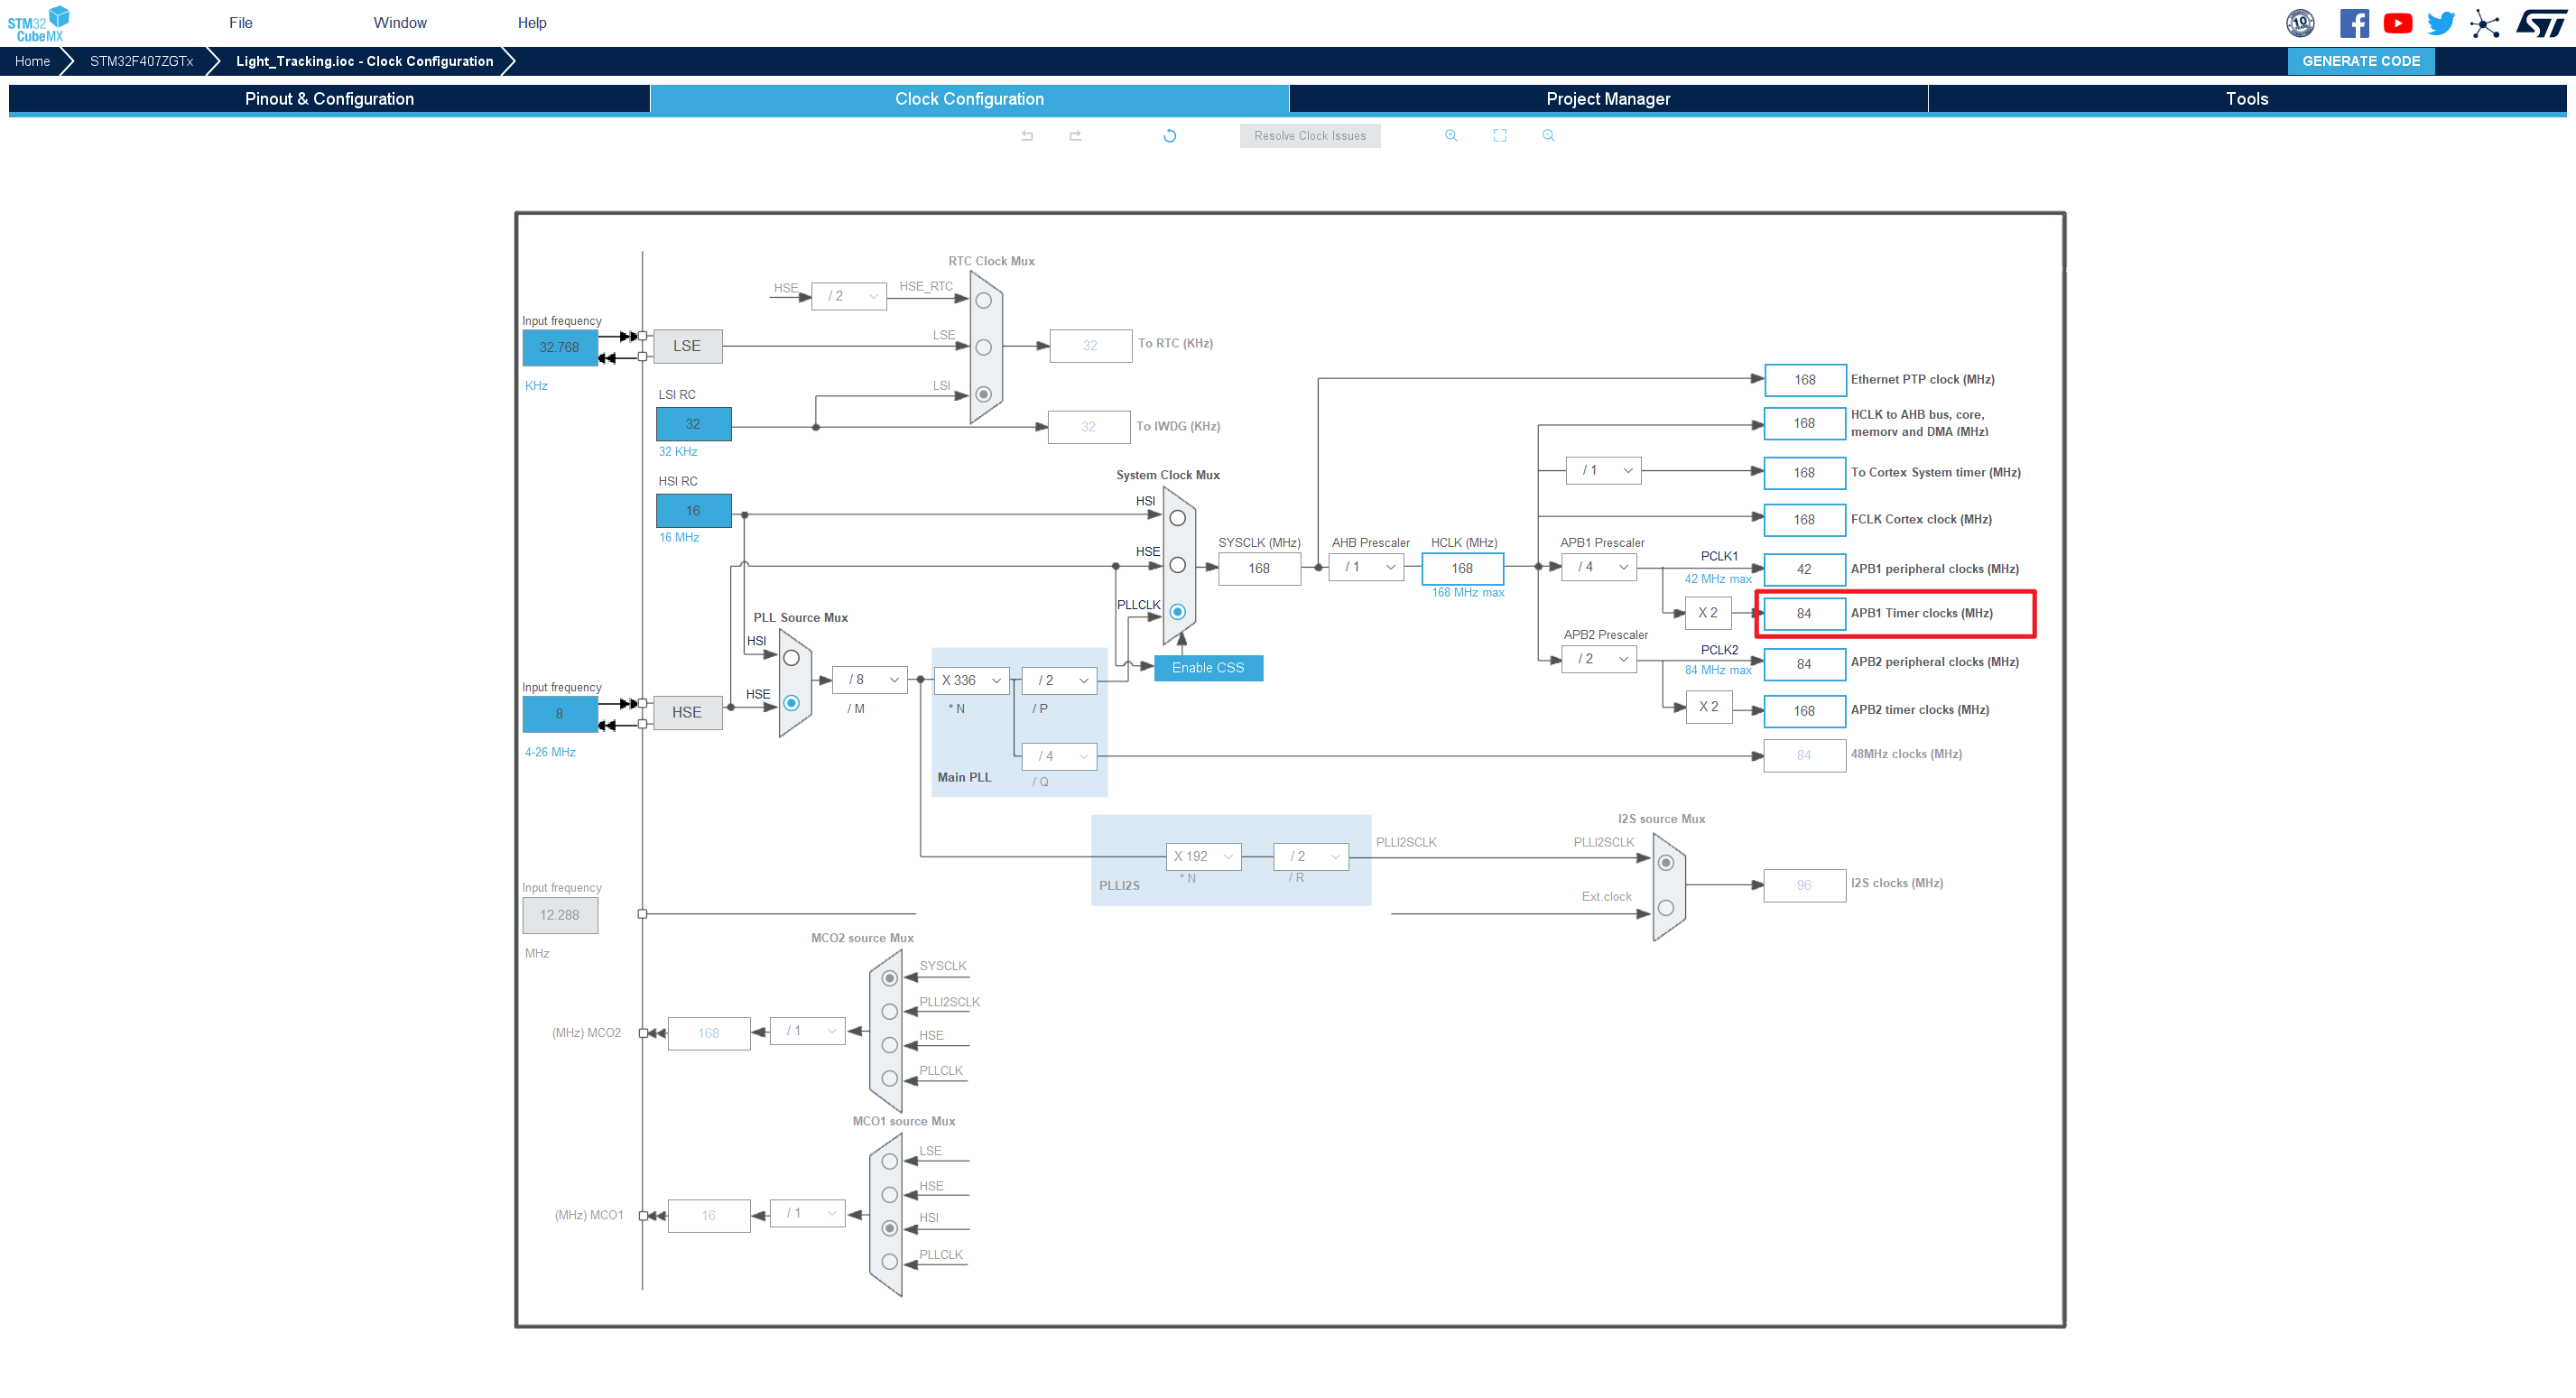 STM32
CubeMX
File
Window
Help
10
Home
STM32F407ZGTx
Light_Tracking.ioc - Clock Configuration
GENERATE CODE
Pinout & Configuration
Clock Configuration
Project Manager
Tools
Resolve Clock Issues
RTC Clock Mux
HSE
/ 2
HSE_RTC
Input frequency
32.768
KHz
LSE
LSE
32
To RTC (KHz)
LSI
LSI RC
32
32 KHz
32
To IWDG (KHz)
HSI RC
16
16 MHz
System Clock Mux
HSI
HSE
PLLCLK
SYSCLK (MHz)
168
AHB Prescaler
/ 1
HCLK (MHz)
168
168 MHz max
168
Ethernet PTP clock (MHz)
168
HCLK to AHB bus, core,
memory and DMA (MHz)
/ 1
168
To Cortex System timer (MHz)
168
FCLK Cortex clock (MHz)
APB1 Prescaler
/ 4
PCLK1
42 MHz max
42
APB1 peripheral clocks (MHz)
X 2
84
APB1 Timer clocks (MHz)
APB2 Prescaler
/ 2
PCLK2
84 MHz max
84
APB2 peripheral clocks (MHz)
X 2
168
APB2 timer clocks (MHz)
84
48MHz clocks (MHz)
PLL Source Mux
HSI
HSE
Input frequency
8
4-26 MHz
HSE
/ 8
/ M
X 336
* N
/ 2
/ P
/ 4
/ Q
Main PLL
Enable CSS
PLLI2S
X 192
* N
/ 2
/ R
PLLI2SCLK
I2S source Mux
PLLI2SCLK
Ext.clock
96
I2S clocks (MHz)
Input frequency
12.288
MHz
MCO2 source Mux
SYSCLK
PLLI2SCLK
HSE
PLLCLK
(MHz) MCO2
168
/ 1
MCO1 source Mux
LSE
HSE
HSI
PLLCLK
(MHz) MCO1
16
/ 1